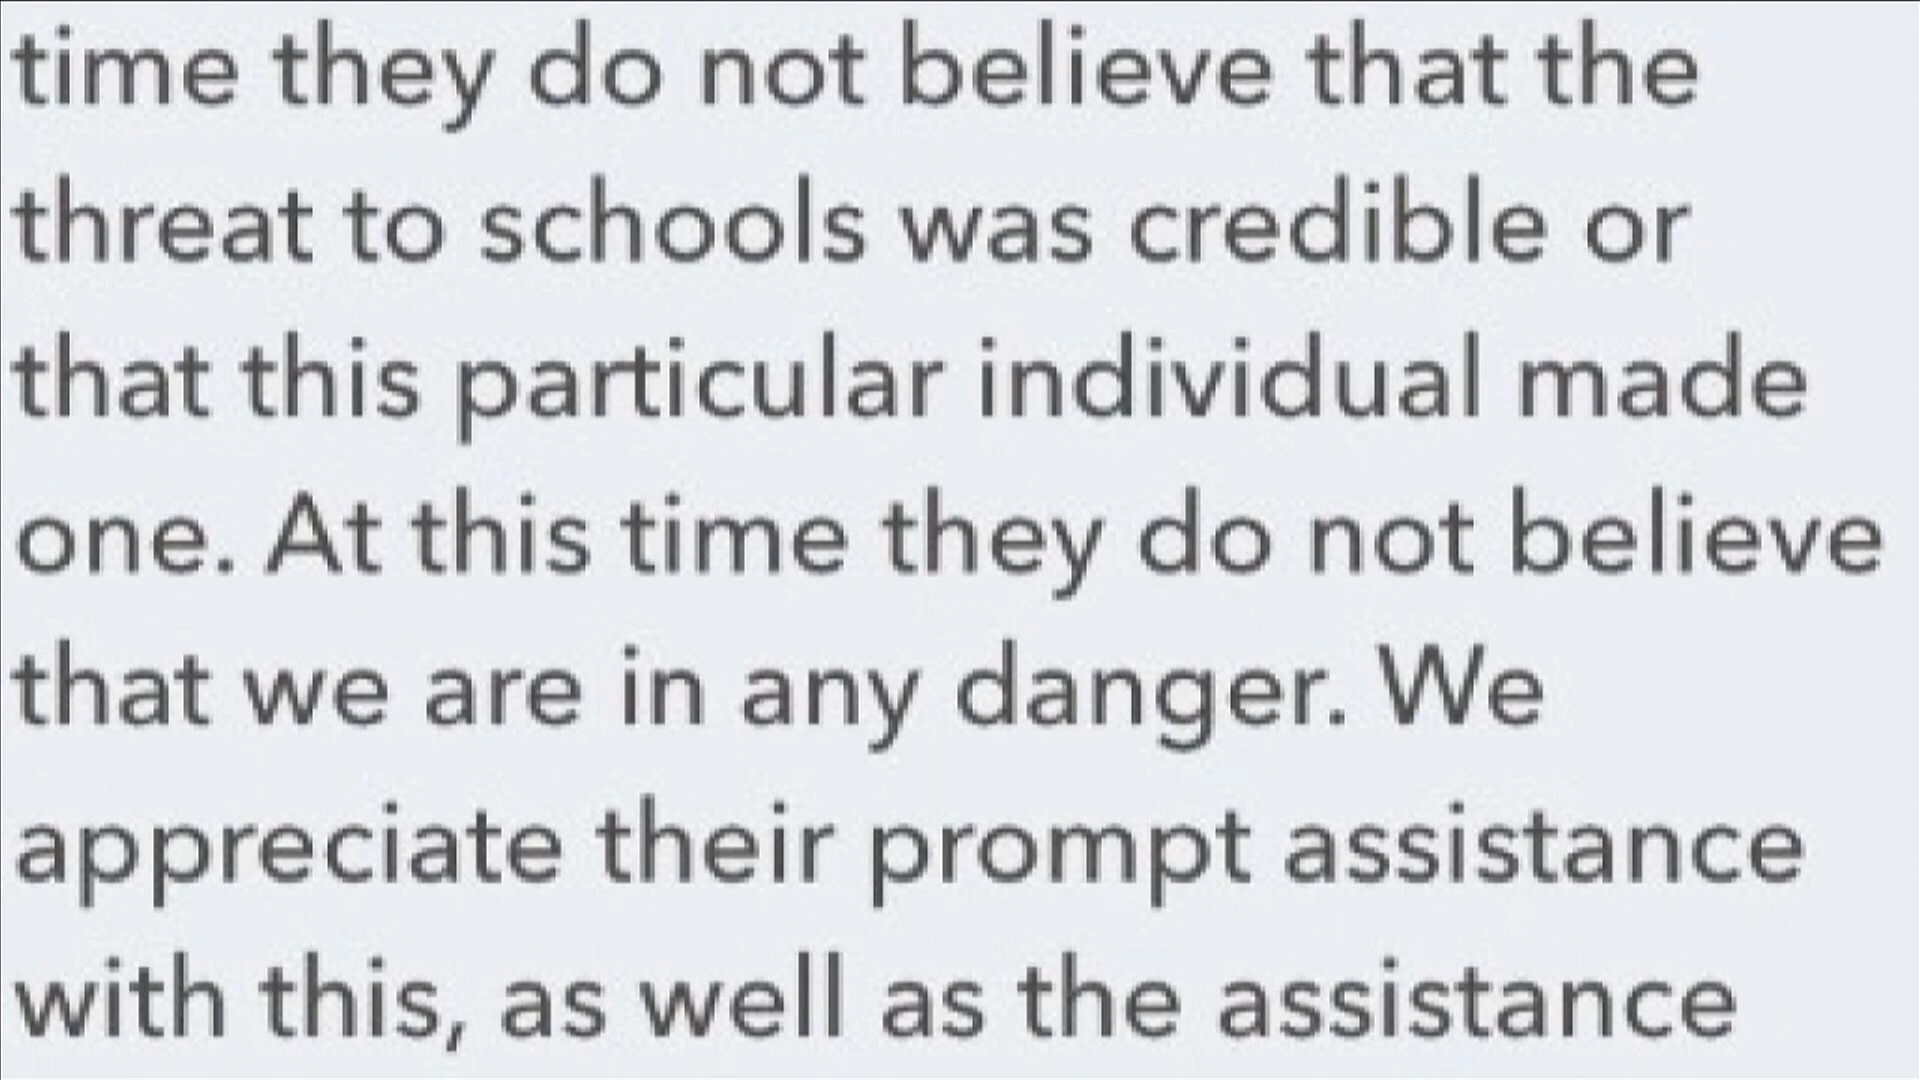 time they do not believe that the
threat to schools was credible or
that this particular individual made
one. At this time they do not believe
that we are in any danger. We
appreciate their prompt assistance
with this, as well as the assistance